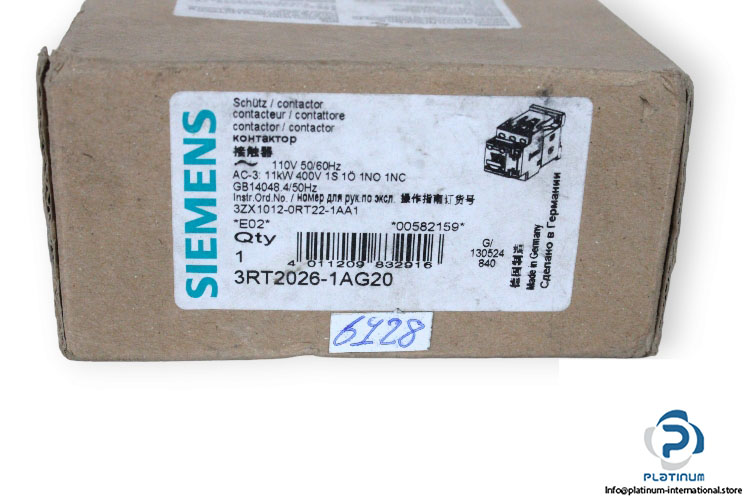 SIEMENS
Schütz / contactor
contacteur / contattore
contactor / contactor
контактор
接触器
~ 110V 50/60Hz
AC-3: 11kW 400V 1S 1Ö 1NO 1NC
GB14048.4/50Hz
Instr.Ord.No. / номер для рук.по экспл. 操作指南订货号
3ZX1012-0RT22-1AA1
*E02* *00582159*
Qty
1
4 011209 832916
3RT2026-1AG20
G/
130524
840
德国制造
Made in Germany
Сделано в Германии
6428
PLATINUM
Info@platinum-international.store